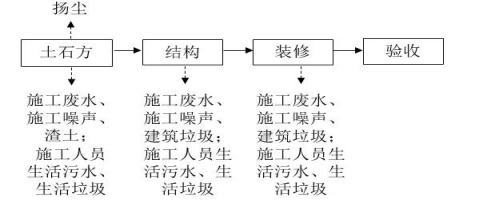 扬尘
土石方
结构
装修
验收
施工废水、
施工噪声、
渣土；
施工人员
生活污水、
生活垃圾
施工废水、
施工噪声、
建筑垃圾；
施工人员生
活污水、生
活垃圾
施工废水、
施工噪声、
建筑垃圾；
施工人员生
活污水、生
活垃圾